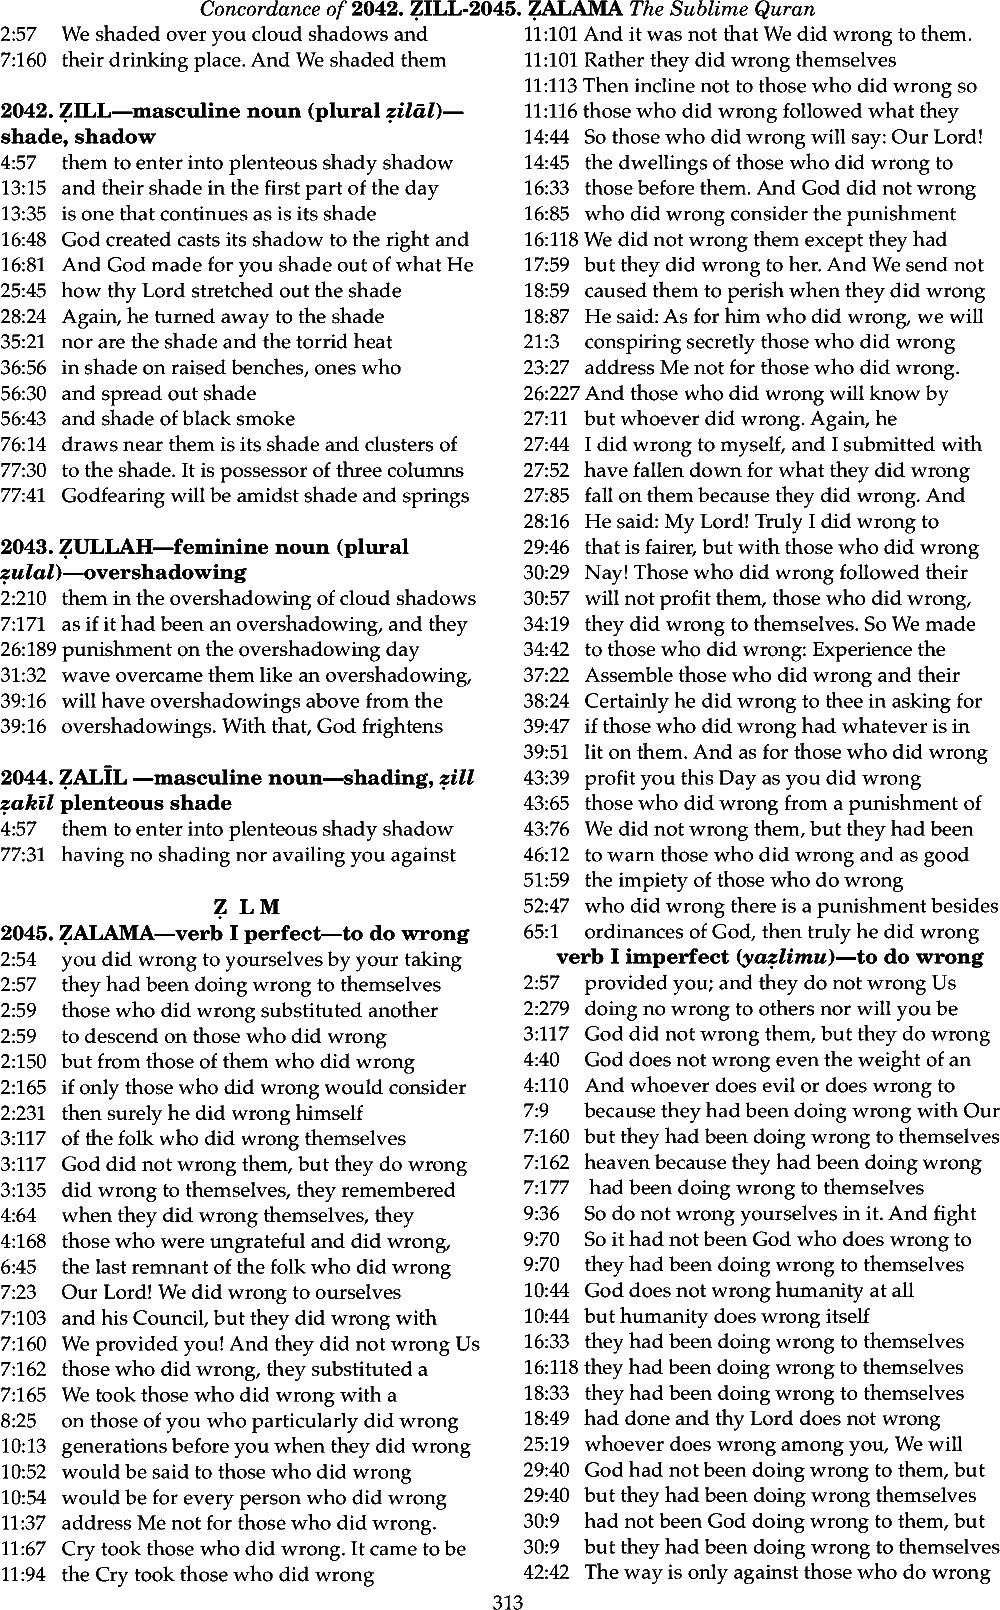 Concordance of 2042. ẒILL-2045. ẒALAMA The Sublime Quran
2:57 We shaded over you cloud shadows and
7:160 their drinking place. And We shaded them
2042. ẒILL—masculine noun (plural ẓilāl)—
shade, shadow
4:57 them to enter into plenteous shady shadow
13:15 and their shade in the first part of the day
13:35 is one that continues as is its shade
16:48 God created casts its shadow to the right and
16:81 And God made for you shade out of what He
25:45 how thy Lord stretched out the shade
28:24 Again, he turned away to the shade
35:21 nor are the shade and the torrid heat
36:56 in shade on raised benches, ones who
56:30 and spread out shade
56:43 and shade of black smoke
76:14 draws near them is its shade and clusters of
77:30 to the shade. It is possessor of three columns
77:41 Godfearing will be amidst shade and springs
2043. ẒULLAH—feminine noun (plural
ẓulal)—overshadowing
2:210 them in the overshadowing of cloud shadows
7:171 as if it had been an overshadowing, and they
26:189 punishment on the overshadowing day
31:32 wave overcame them like an overshadowing,
39:16 will have overshadowings above from the
39:16 overshadowings. With that, God frightens
2044. ẒALĪL —masculine noun—shading, ẓill
ẓakīl plenteous shade
4:57 them to enter into plenteous shady shadow
77:31 having no shading nor availing you against
Ẓ L M
2045. ẒALAMA—verb I perfect—to do wrong
2:54 you did wrong to yourselves by your taking
2:57 they had been doing wrong to themselves
2:59 those who did wrong substituted another
2:59 to descend on those who did wrong
2:150 but from those of them who did wrong
2:165 if only those who did wrong would consider
2:231 then surely he did wrong himself
3:117 of the folk who did wrong themselves
3:117 God did not wrong them, but they do wrong
3:135 did wrong to themselves, they remembered
4:64 when they did wrong themselves, they
4:168 those who were ungrateful and did wrong,
6:45 the last remnant of the folk who did wrong
7:23 Our Lord! We did wrong to ourselves
7:103 and his Council, but they did wrong with
7:160 We provided you! And they did not wrong Us
7:162 those who did wrong, they substituted a
7:165 We took those who did wrong with a
8:25 on those of you who particularly did wrong
10:13 generations before you when they did wrong
10:52 would be said to those who did wrong
10:54 would be for every person who did wrong
11:37 address Me not for those who did wrong.
11:67 Cry took those who did wrong. It came to be
11:94 the Cry took those who did wrong
11:101 And it was not that We did wrong to them.
11:101 Rather they did wrong themselves
11:113 Then incline not to those who did wrong so
11:116 those who did wrong followed what they
14:44 So those who did wrong will say: Our Lord!
14:45 the dwellings of those who did wrong to
16:33 those before them. And God did not wrong
16:85 who did wrong consider the punishment
16:118 We did not wrong them except they had
17:59 but they did wrong to her. And We send not
18:59 caused them to perish when they did wrong
18:87 He said: As for him who did wrong, we will
21:3 conspiring secretly those who did wrong
23:27 address Me not for those who did wrong.
26:227 And those who did wrong will know by
27:11 but whoever did wrong. Again, he
27:44 I did wrong to myself, and I submitted with
27:52 have fallen down for what they did wrong
27:85 fall on them because they did wrong. And
28:16 He said: My Lord! Truly I did wrong to
29:46 that is fairer, but with those who did wrong
30:29 Nay! Those who did wrong followed their
30:57 will not profit them, those who did wrong,
34:19 they did wrong to themselves. So We made
34:42 to those who did wrong: Experience the
37:22 Assemble those who did wrong and their
38:24 Certainly he did wrong to thee in asking for
39:47 if those who did wrong had whatever is in
39:51 lit on them. And as for those who did wrong
43:39 profit you this Day as you did wrong
43:65 those who did wrong from a punishment of
43:76 We did not wrong them, but they had been
46:12 to warn those who did wrong and as good
51:59 the impiety of those who do wrong
52:47 who did wrong there is a punishment besides
65:1 ordinances of God, then truly he did wrong
verb I imperfect (yaẓlimu)—to do wrong
2:57 provided you; and they do not wrong Us
2:279 doing no wrong to others nor will you be
3:117 God did not wrong them, but they do wrong
4:40 God does not wrong even the weight of an
4:110 And whoever does evil or does wrong to
7:9 because they had been doing wrong with Our
7:160 but they had been doing wrong to themselves
7:162 heaven because they had been doing wrong
7:177 had been doing wrong to themselves
9:36 So do not wrong yourselves in it. And fight
9:70 So it had not been God who does wrong to
9:70 they had been doing wrong to themselves
10:44 God does not wrong humanity at all
10:44 but humanity does wrong itself
16:33 they had been doing wrong to themselves
16:118 they had been doing wrong to themselves
18:33 they had been doing wrong to themselves
18:49 had done and thy Lord does not wrong
25:19 whoever does wrong among you, We will
29:40 God had not been doing wrong to them, but
29:40 but they had been doing wrong themselves
30:9 had not been God doing wrong to them, but
30:9 but they had been doing wrong to themselves
42:42 The way is only against those who do wrong
313